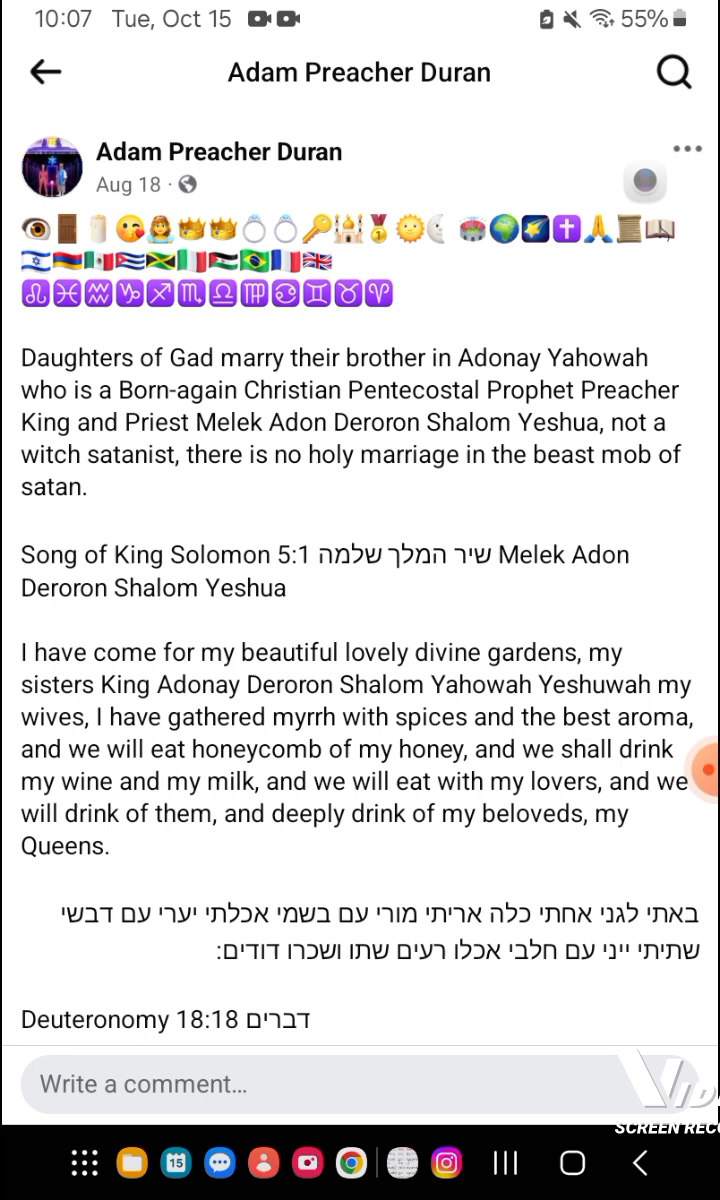 10:07 Tue, Oct 15 55%
Adam Preacher Duran
Adam Preacher Duran
Aug 18 ·
👁🚪🕯😘👰👑👑💍💍🔑🕌🏅🌞🌜🏟🌍🌠✝🙏📜📖
🇮🇱🇦🇲🇲🇽🇨🇺🇯🇲🇮🇹🇵🇸🇧🇷🇫🇷🇬🇧
♌♓♒♑♐♏♎♍♋♊♉♈
Daughters of Gad marry their brother in Adonay Yahowah
who is a Born-again Christian Pentecostal Prophet Preacher
King and Priest Melek Adon Deroron Shalom Yeshua, not a
witch satanist, there is no holy marriage in the beast mob of
satan.
Song of King Solomon 5:1 שיר המלך שלמה Melek Adon
Deroron Shalom Yeshua
I have come for my beautiful lovely divine gardens, my
sisters King Adonay Deroron Shalom Yahowah Yeshuwah my
wives, I have gathered myrrh with spices and the best aroma,
and we will eat honeycomb of my honey, and we shall drink
my wine and my milk, and we will eat with my lovers, and we
will drink of them, and deeply drink of my beloveds, my
Queens.
באתי לגני אחתי כלה אריתי מורי עם בשמי אכלתי יערי עם דבשי
שתיתי ייני עם חלבי אכלו רעים שתו ושכרו דודים:
Deuteronomy 18:18 דברים
Write a comment...
SCREEN REC
15